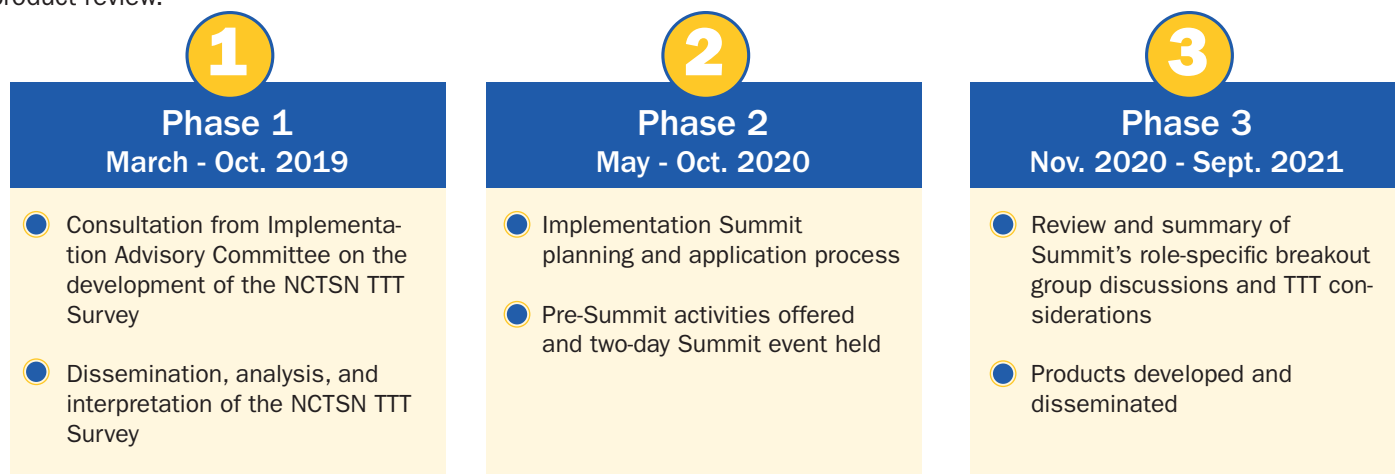 product review.
1
Phase 1
March - Oct. 2019
Consultation from Implementa-
tion Advisory Committee on the
development of the NCTSN TTT
Survey
Dissemination, analysis, and
interpretation of the NCTSN TTT
Survey
2
Phase 2
May - Oct. 2020
Implementation Summit
planning and application process
Pre-Summit activities offered
and two-day Summit event held
3
Phase 3
Nov. 2020 - Sept. 2021
Review and summary of
Summit's role-specific breakout
group discussions and TTT con-
siderations
Products developed and
disseminated